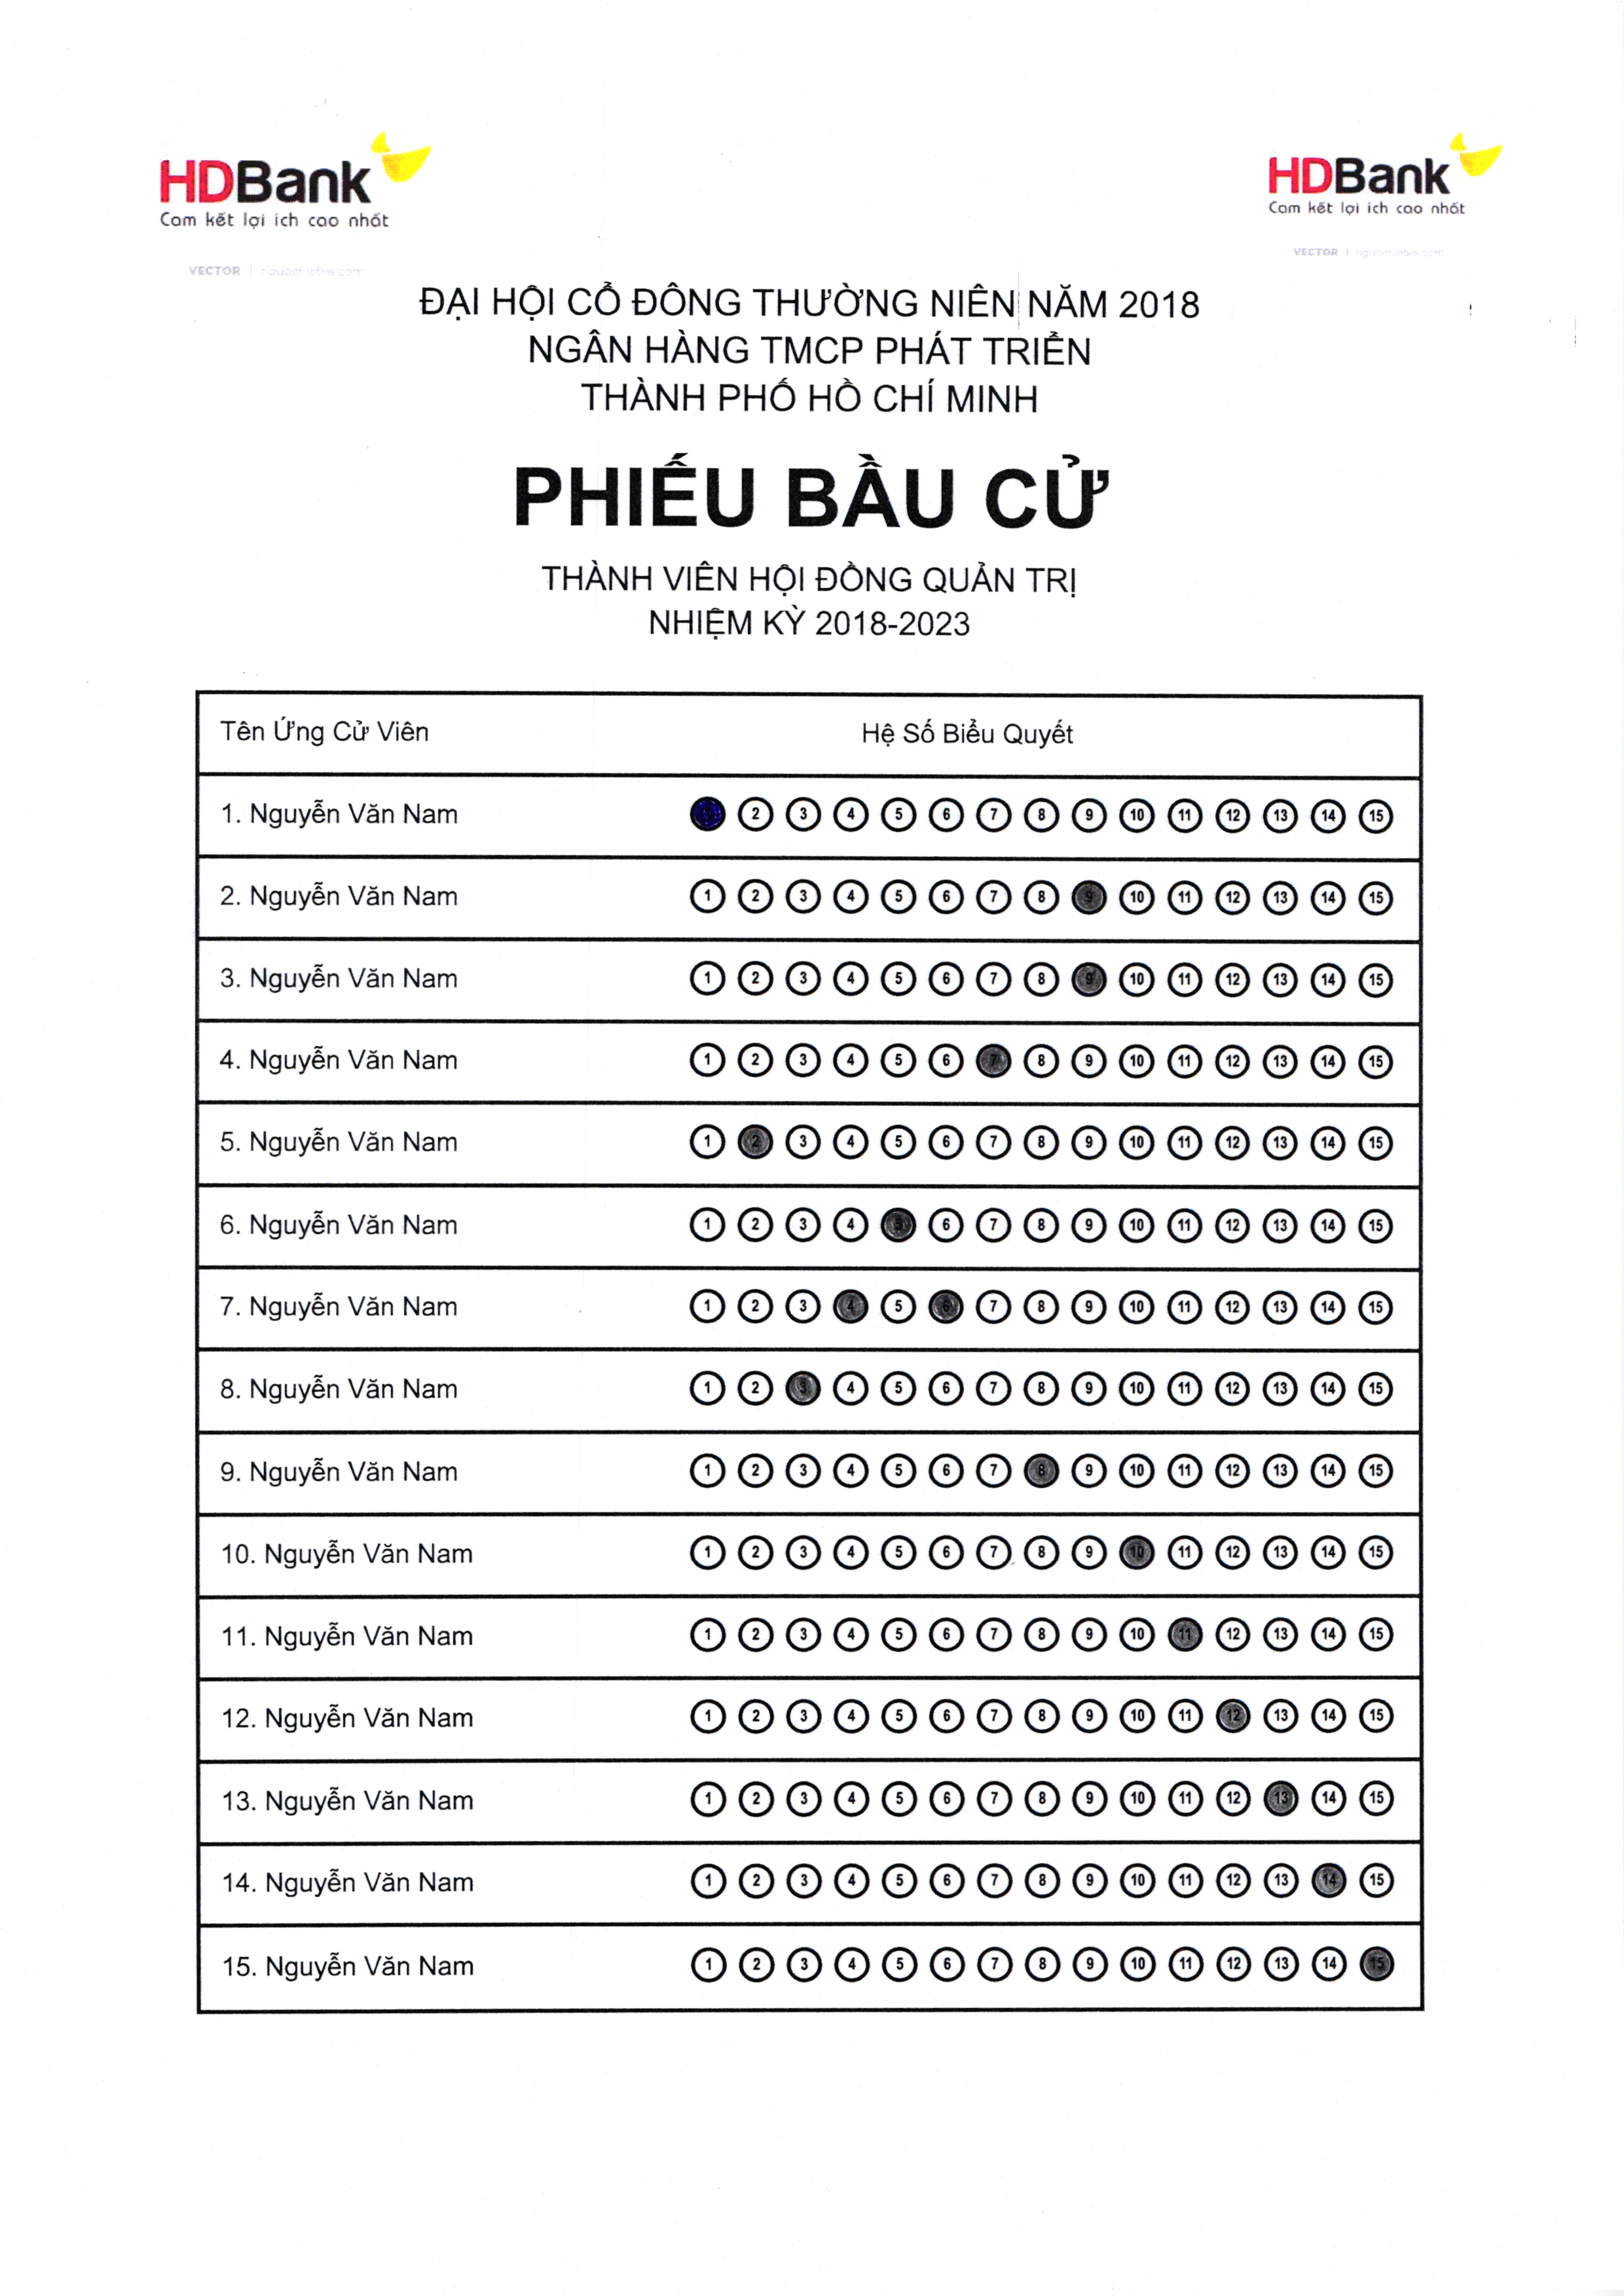 HDBank
Cam kết lợi ích cao nhất
VECTOR | nguoithietke.com
HDBank
Cam kết lợi ích cao nhất
VECTOR | nguoithietke.com
ĐẠI HỘI CỔ ĐÔNG THƯỜNG NIÊN NĂM 2018
NGÂN HÀNG TMCP PHÁT TRIỂN
THÀNH PHỐ HỒ CHÍ MINH
PHIẾU BẦU CỬ
THÀNH VIÊN HỘI ĐỒNG QUẢN TRỊ
NHIỆM KỲ 2018-2023
Tên Ứng Cử Viên Hệ Số Biểu Quyết
1. Nguyễn Văn Nam 1 2 3 4 5 6 7 8 9 10 11 12 13 14 15
2. Nguyễn Văn Nam 1 2 3 4 5 6 7 8 9 10 11 12 13 14 15
3. Nguyễn Văn Nam 1 2 3 4 5 6 7 8 9 10 11 12 13 14 15
4. Nguyễn Văn Nam 1 2 3 4 5 6 7 8 9 10 11 12 13 14 15
5. Nguyễn Văn Nam 1 2 3 4 5 6 7 8 9 10 11 12 13 14 15
6. Nguyễn Văn Nam 1 2 3 4 5 6 7 8 9 10 11 12 13 14 15
7. Nguyễn Văn Nam 1 2 3 4 5 6 7 8 9 10 11 12 13 14 15
8. Nguyễn Văn Nam 1 2 3 4 5 6 7 8 9 10 11 12 13 14 15
9. Nguyễn Văn Nam 1 2 3 4 5 6 7 8 9 10 11 12 13 14 15
10. Nguyễn Văn Nam 1 2 3 4 5 6 7 8 9 10 11 12 13 14 15
11. Nguyễn Văn Nam 1 2 3 4 5 6 7 8 9 10 11 12 13 14 15
12. Nguyễn Văn Nam 1 2 3 4 5 6 7 8 9 10 11 12 13 14 15
13. Nguyễn Văn Nam 1 2 3 4 5 6 7 8 9 10 11 12 13 14 15
14. Nguyễn Văn Nam 1 2 3 4 5 6 7 8 9 10 11 12 13 14 15
15. Nguyễn Văn Nam 1 2 3 4 5 6 7 8 9 10 11 12 13 14 15